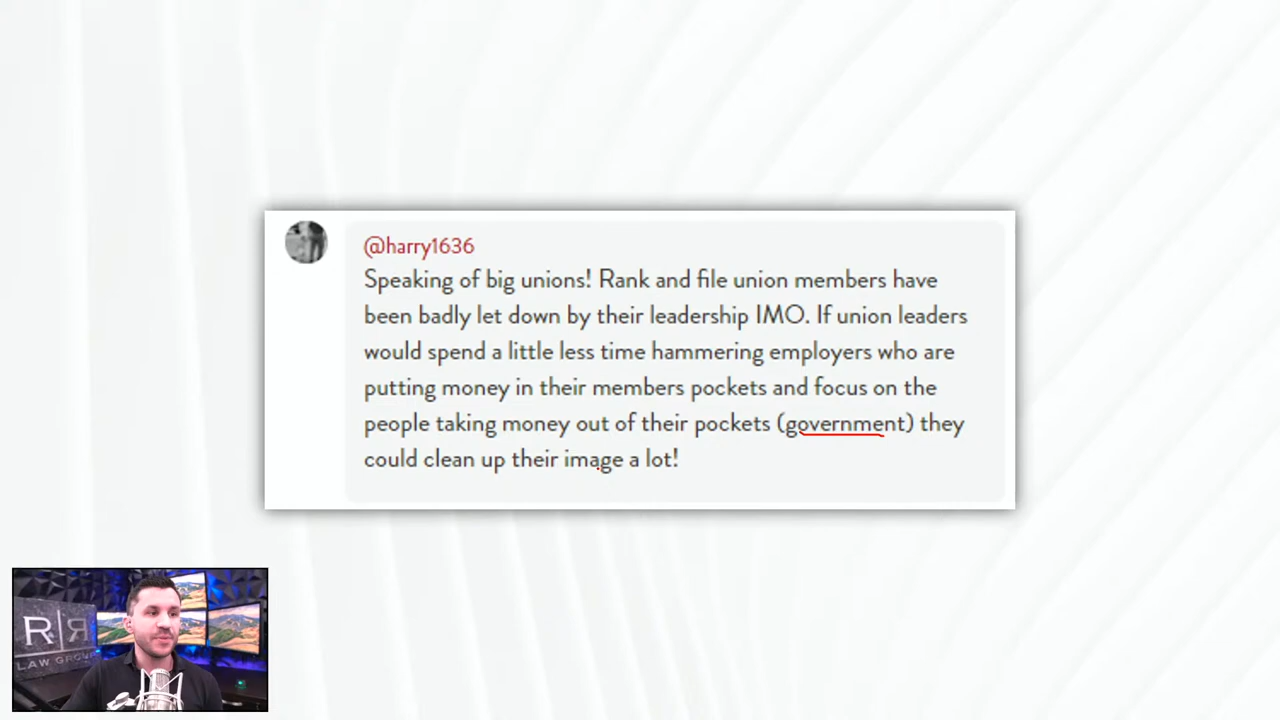 @harry1636
Speaking of big unions! Rank and file union members have
been badly let down by their leadership IMO. If union leaders
would spend a little less time hammering employers who are
putting money in their members pockets and focus on the
people taking money out of their pockets (government) they
could clean up their image a lot!
R|R
LAW GROUP